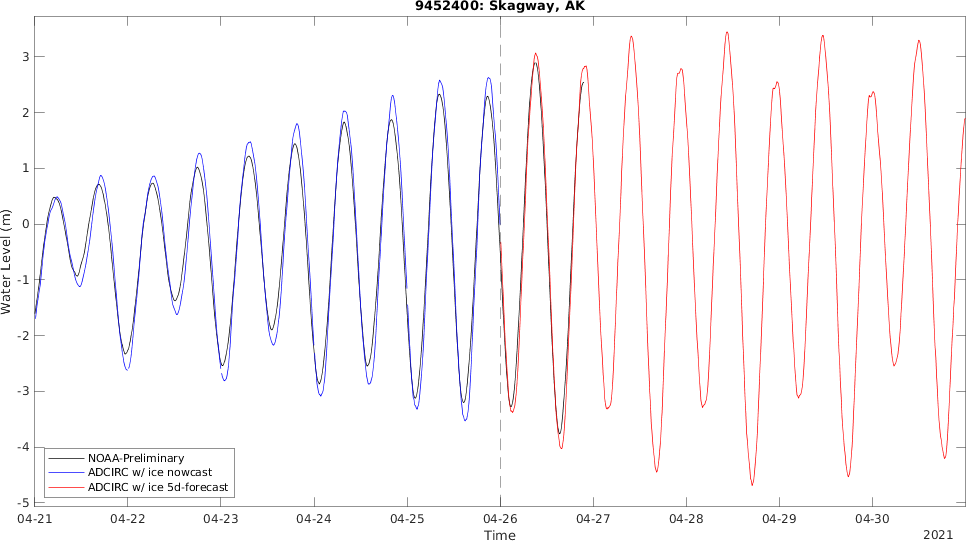 9452400: Skagway, AK
3
2
1
0
-1
-2
-3
-4
-5
Water Level (m)
NOAA-Preliminary
ADCIRC w/ ice nowcast
ADCIRC w/ ice 5d-forecast
04-21 04-22 04-23 04-24 04-25 04-26 04-27 04-28 04-29 04-30
Time
2021